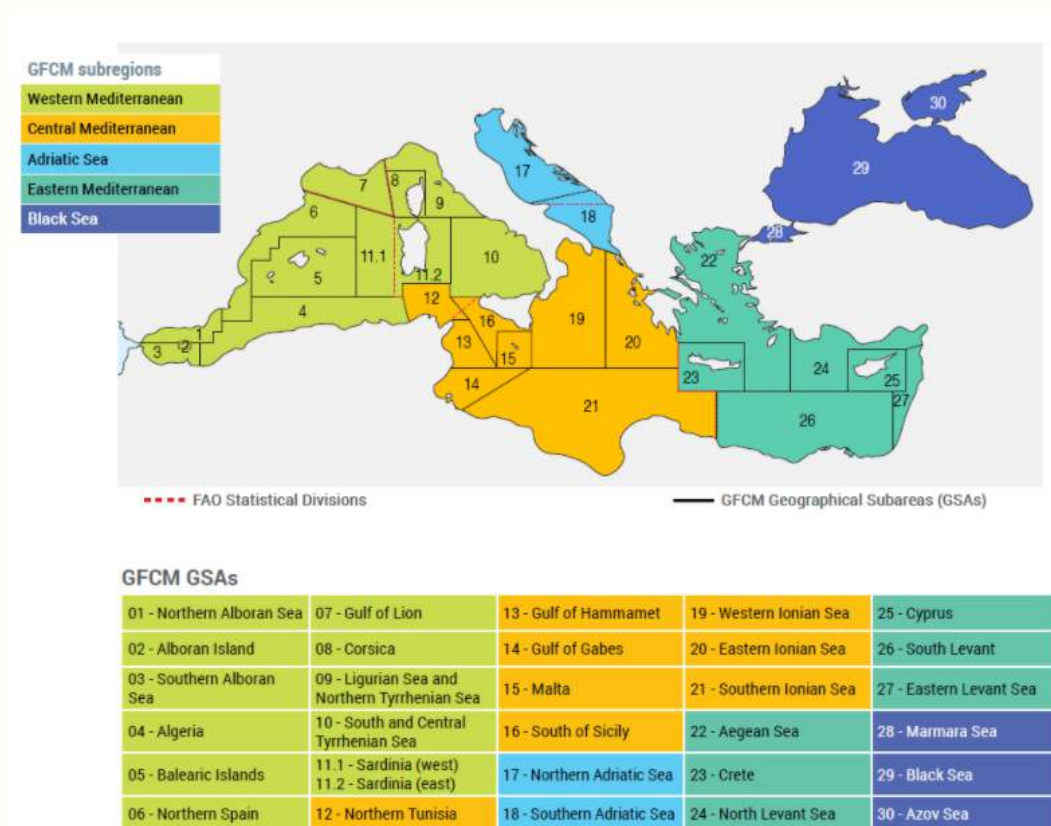 GFCM subregions
Western Mediterranean
Central Mediterranean
Adriatic Sea
Eastern Mediterranean
Black Sea
30
29
28
17
18
7
8
9
6
11.1
10
5
11.2
4
12
16
13
15
14
1
2
3
19
20
21
22
23
24
25
26
27
FAO Statistical Divisions
GFCM Geographical Subareas (GSAs)
GFCM GSAs
01 - Northern Alboran Sea
07 - Gulf of Lion
13 - Gulf of Hammamet
19 - Western Ionian Sea
25 - Cyprus
02 - Alboran Island
08 - Corsica
14 - Gulf of Gabes
20 - Eastern Ionian Sea
26 - South Levant
03 - Southern Alboran
Sea
09 - Ligurian Sea and
Northern Tyrrhenian Sea
15 - Malta
21 - Southern Ionian Sea
27 - Eastern Levant Sea
04 - Algeria
10 - South and Central
Tyrrhenian Sea
16 - South of Sicily
22 - Aegean Sea
28 - Marmara Sea
05 - Balearic Islands
11.1 - Sardinia (west)
11.2 - Sardinia (east)
17 - Northern Adriatic Sea
23 - Crete
29 - Black Sea
06 - Northern Spain
12 - Northern Tunisia
18 - Southern Adriatic Sea
24 - North Levant Sea
30 - Azov Sea